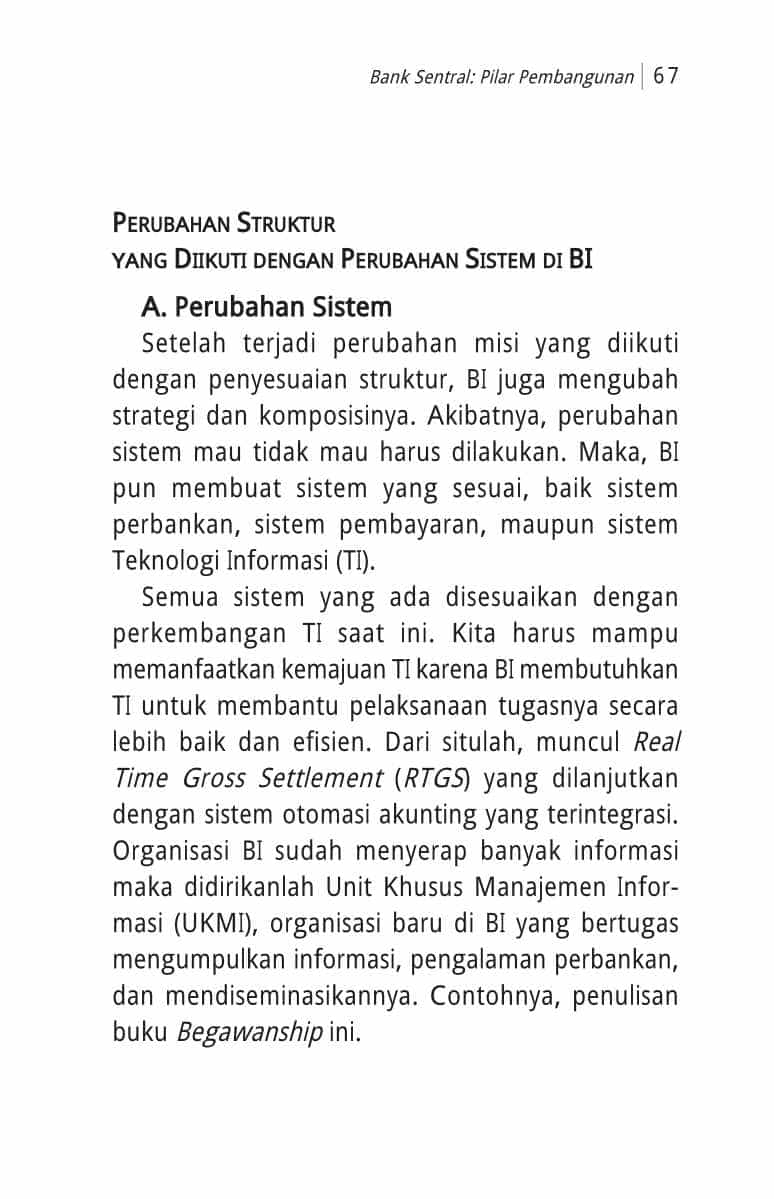 Bank Sentral: Pilar Pembangunan | 67
PERUBAHAN STRUKTUR
YANG DIIKUTI DENGAN PERUBAHAN SISTEM DI BI
A. Perubahan Sistem
Setelah terjadi perubahan misi yang diikuti
dengan penyesuaian struktur, BI juga mengubah
strategi dan komposisinya. Akibatnya, perubahan
sistem mau tidak mau harus dilakukan. Maka, BI
pun membuat sistem yang sesuai, baik sistem
perbankan, sistem pembayaran, maupun sistem
Teknologi Informasi (TI).
Semua sistem yang ada disesuaikan dengan
perkembangan TI saat ini. Kita harus mampu
memanfaatkan kemajuan TI karena BI membutuhkan
TI untuk membantu pelaksanaan tugasnya secara
lebih baik dan efisien. Dari situlah, muncul Real
Time Gross Settlement (RTGS) yang dilanjutkan
dengan sistem otomasi akunting yang terintegrasi.
Organisasi BI sudah menyerap banyak informasi
maka didirikanlah Unit Khusus Manajemen Infor-
masi (UKMI), organisasi baru di BI yang bertugas
mengumpulkan informasi, pengalaman perbankan,
dan mendiseminasikannya. Contohnya, penulisan
buku Begawanship ini.